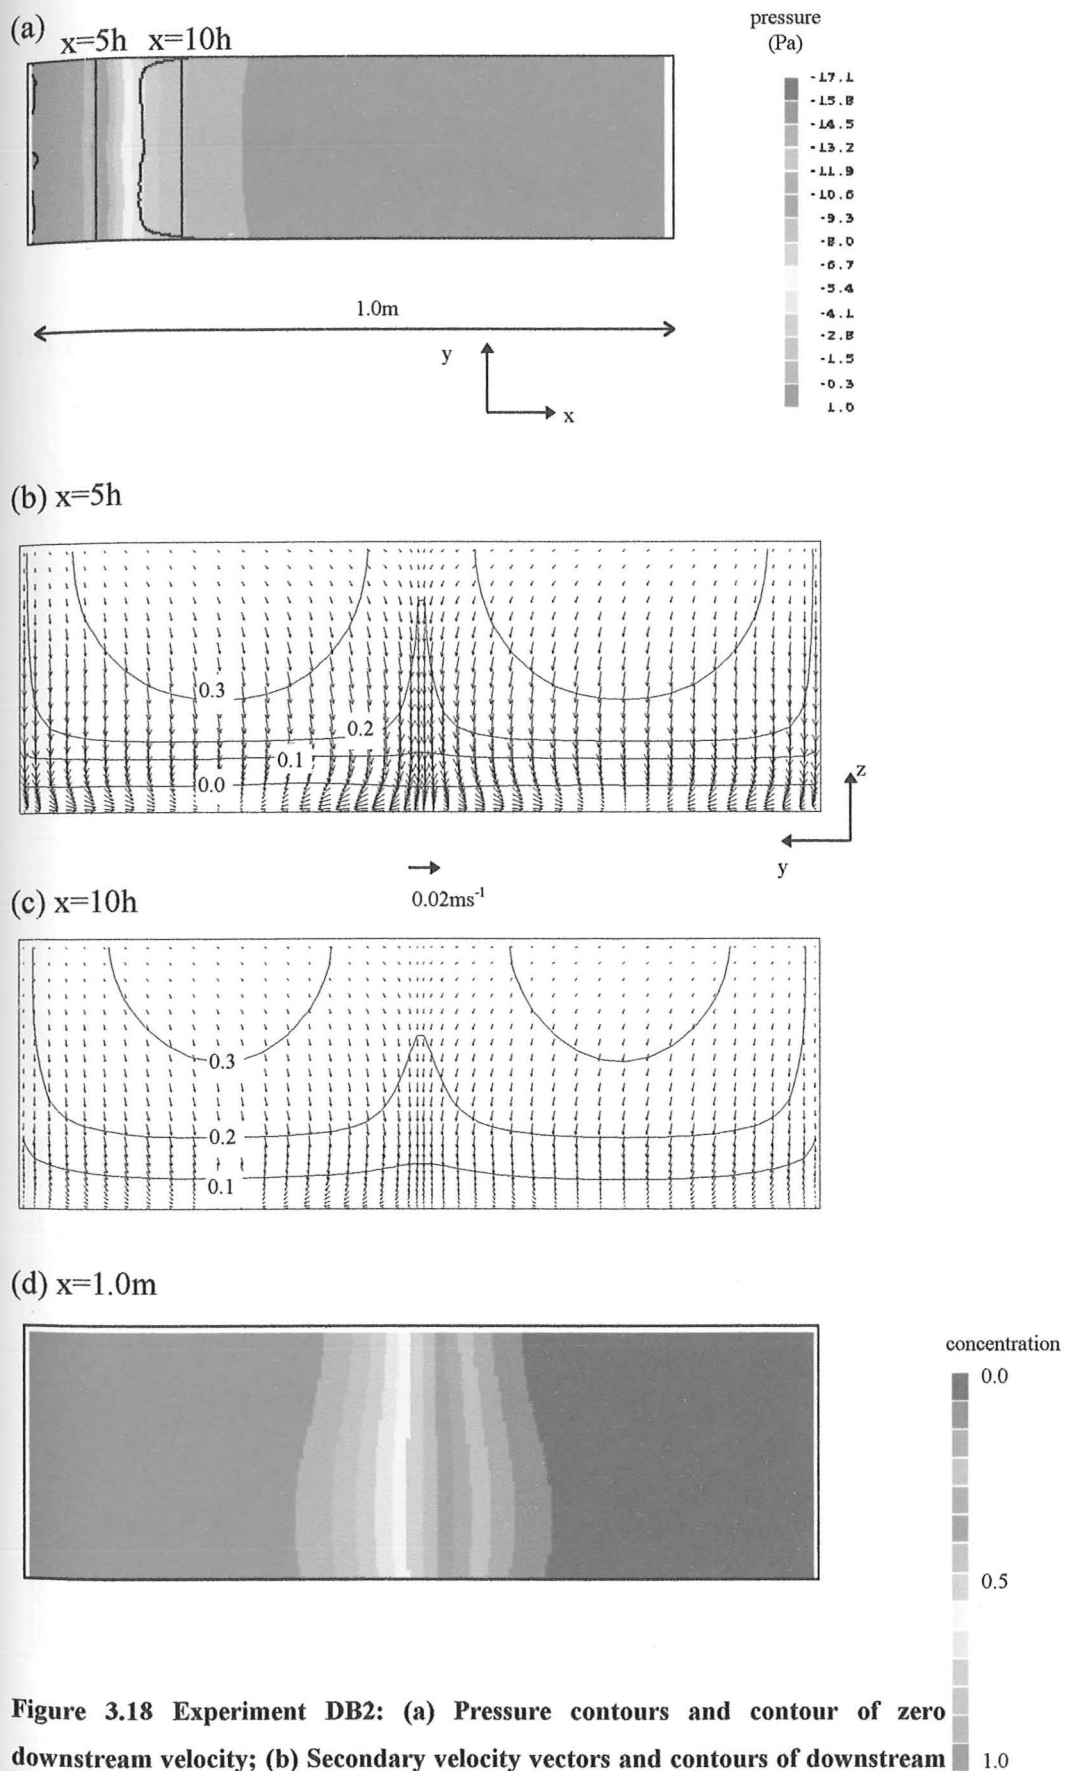 (a)
x=5h x=10h
pressure
(Pa)
-17.1
-15.8
-14.5
-13.2
-11.9
-10.6
-9.3
-8.0
-6.7
-5.4
-4.1
-2.8
-1.5
-0.3
1.0
1.0m
y
x
(b) x=5h
0.3
0.2
0.1
0.0
z
y
0.02ms⁻¹
(c) x=10h
0.3
0.2
0.1
(d) x=1.0m
concentration
0.0
0.5
1.0
Figure 3.18 Experiment DB2: (a) Pressure contours and contour of zero
downstream velocity; (b) Secondary velocity vectors and contours of downstream